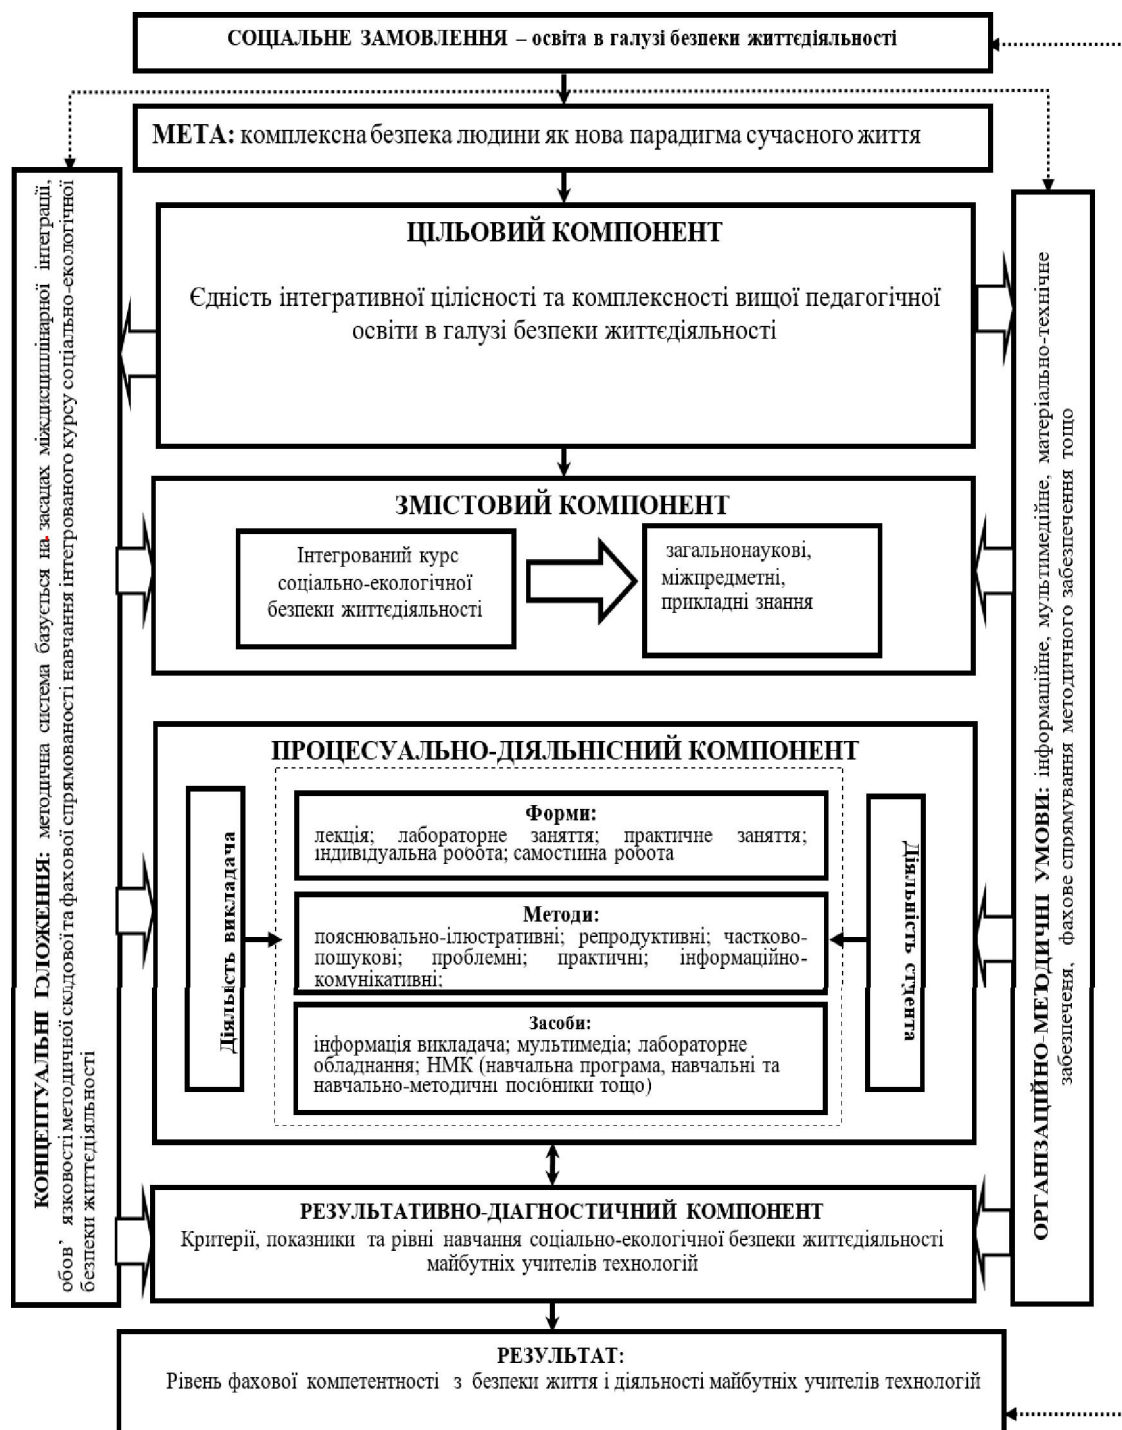 СОЦІАЛЬНЕ ЗАМОВЛЕННЯ – освіта в галузі безпеки життєдіяльності
МЕТА: комплексна безпека людини як нова парадигма сучасного життя
КОНЦЕПТУАЛЬНІ ПОЛОЖЕННЯ: методична система базується на засадах міждисциплінарної інтеграції,
обов’ язковості методичної складової та фахової спрямованості навчання інтегрованого курсу соціально-екологічної
безпеки життєдіяльності
ЦІЛЬОВИЙ КОМПОНЕНТ
Єдність інтегративної цілісності та комплексності вищої педагогічної
освіти в галузі безпеки життєдіяльності
ЗМІСТОВИЙ КОМПОНЕНТ
Інтегрований курс
соціально-екологічної
безпеки життєдіяльності
загальнонаукові,
міжпредметні,
прикладні знання
ПРОЦЕСУАЛЬНО-ДІЯЛЬНІСНИЙ КОМПОНЕНТ
Діяльність викладача
Форми:
лекція; лабораторне заняття; практичне заняття;
індивідуальна робота; самостійна робота
Методи:
пояснювально-ілюстративні; репродуктивні; частково-
пошукові; проблемні; практичні; інформаційно-
комунікативні;
Засоби:
інформація викладача; мультимедіа; лабораторне
обладнання; НМК (навчальна програма, навчальні та
навчально-методичні посібники тощо)
Діяльність студента
РЕЗУЛЬТАТИВНО-ДІАГНОСТИЧНИЙ КОМПОНЕНТ
Критерії, показники та рівні навчання соціально-екологічної безпеки життєдіяльності
майбутніх учителів технологій
ОРГАНІЗАЦІЙНО-МЕТОДИЧНІ УМОВИ: інформаційне, мультимедійне, матеріально-технічне
забезпеченя, фахове спрямування методичного забезпечення тощо
РЕЗУЛЬТАТ:
Рівень фахової компетентності з безпеки життя і діяльності майбутніх учителів технологій